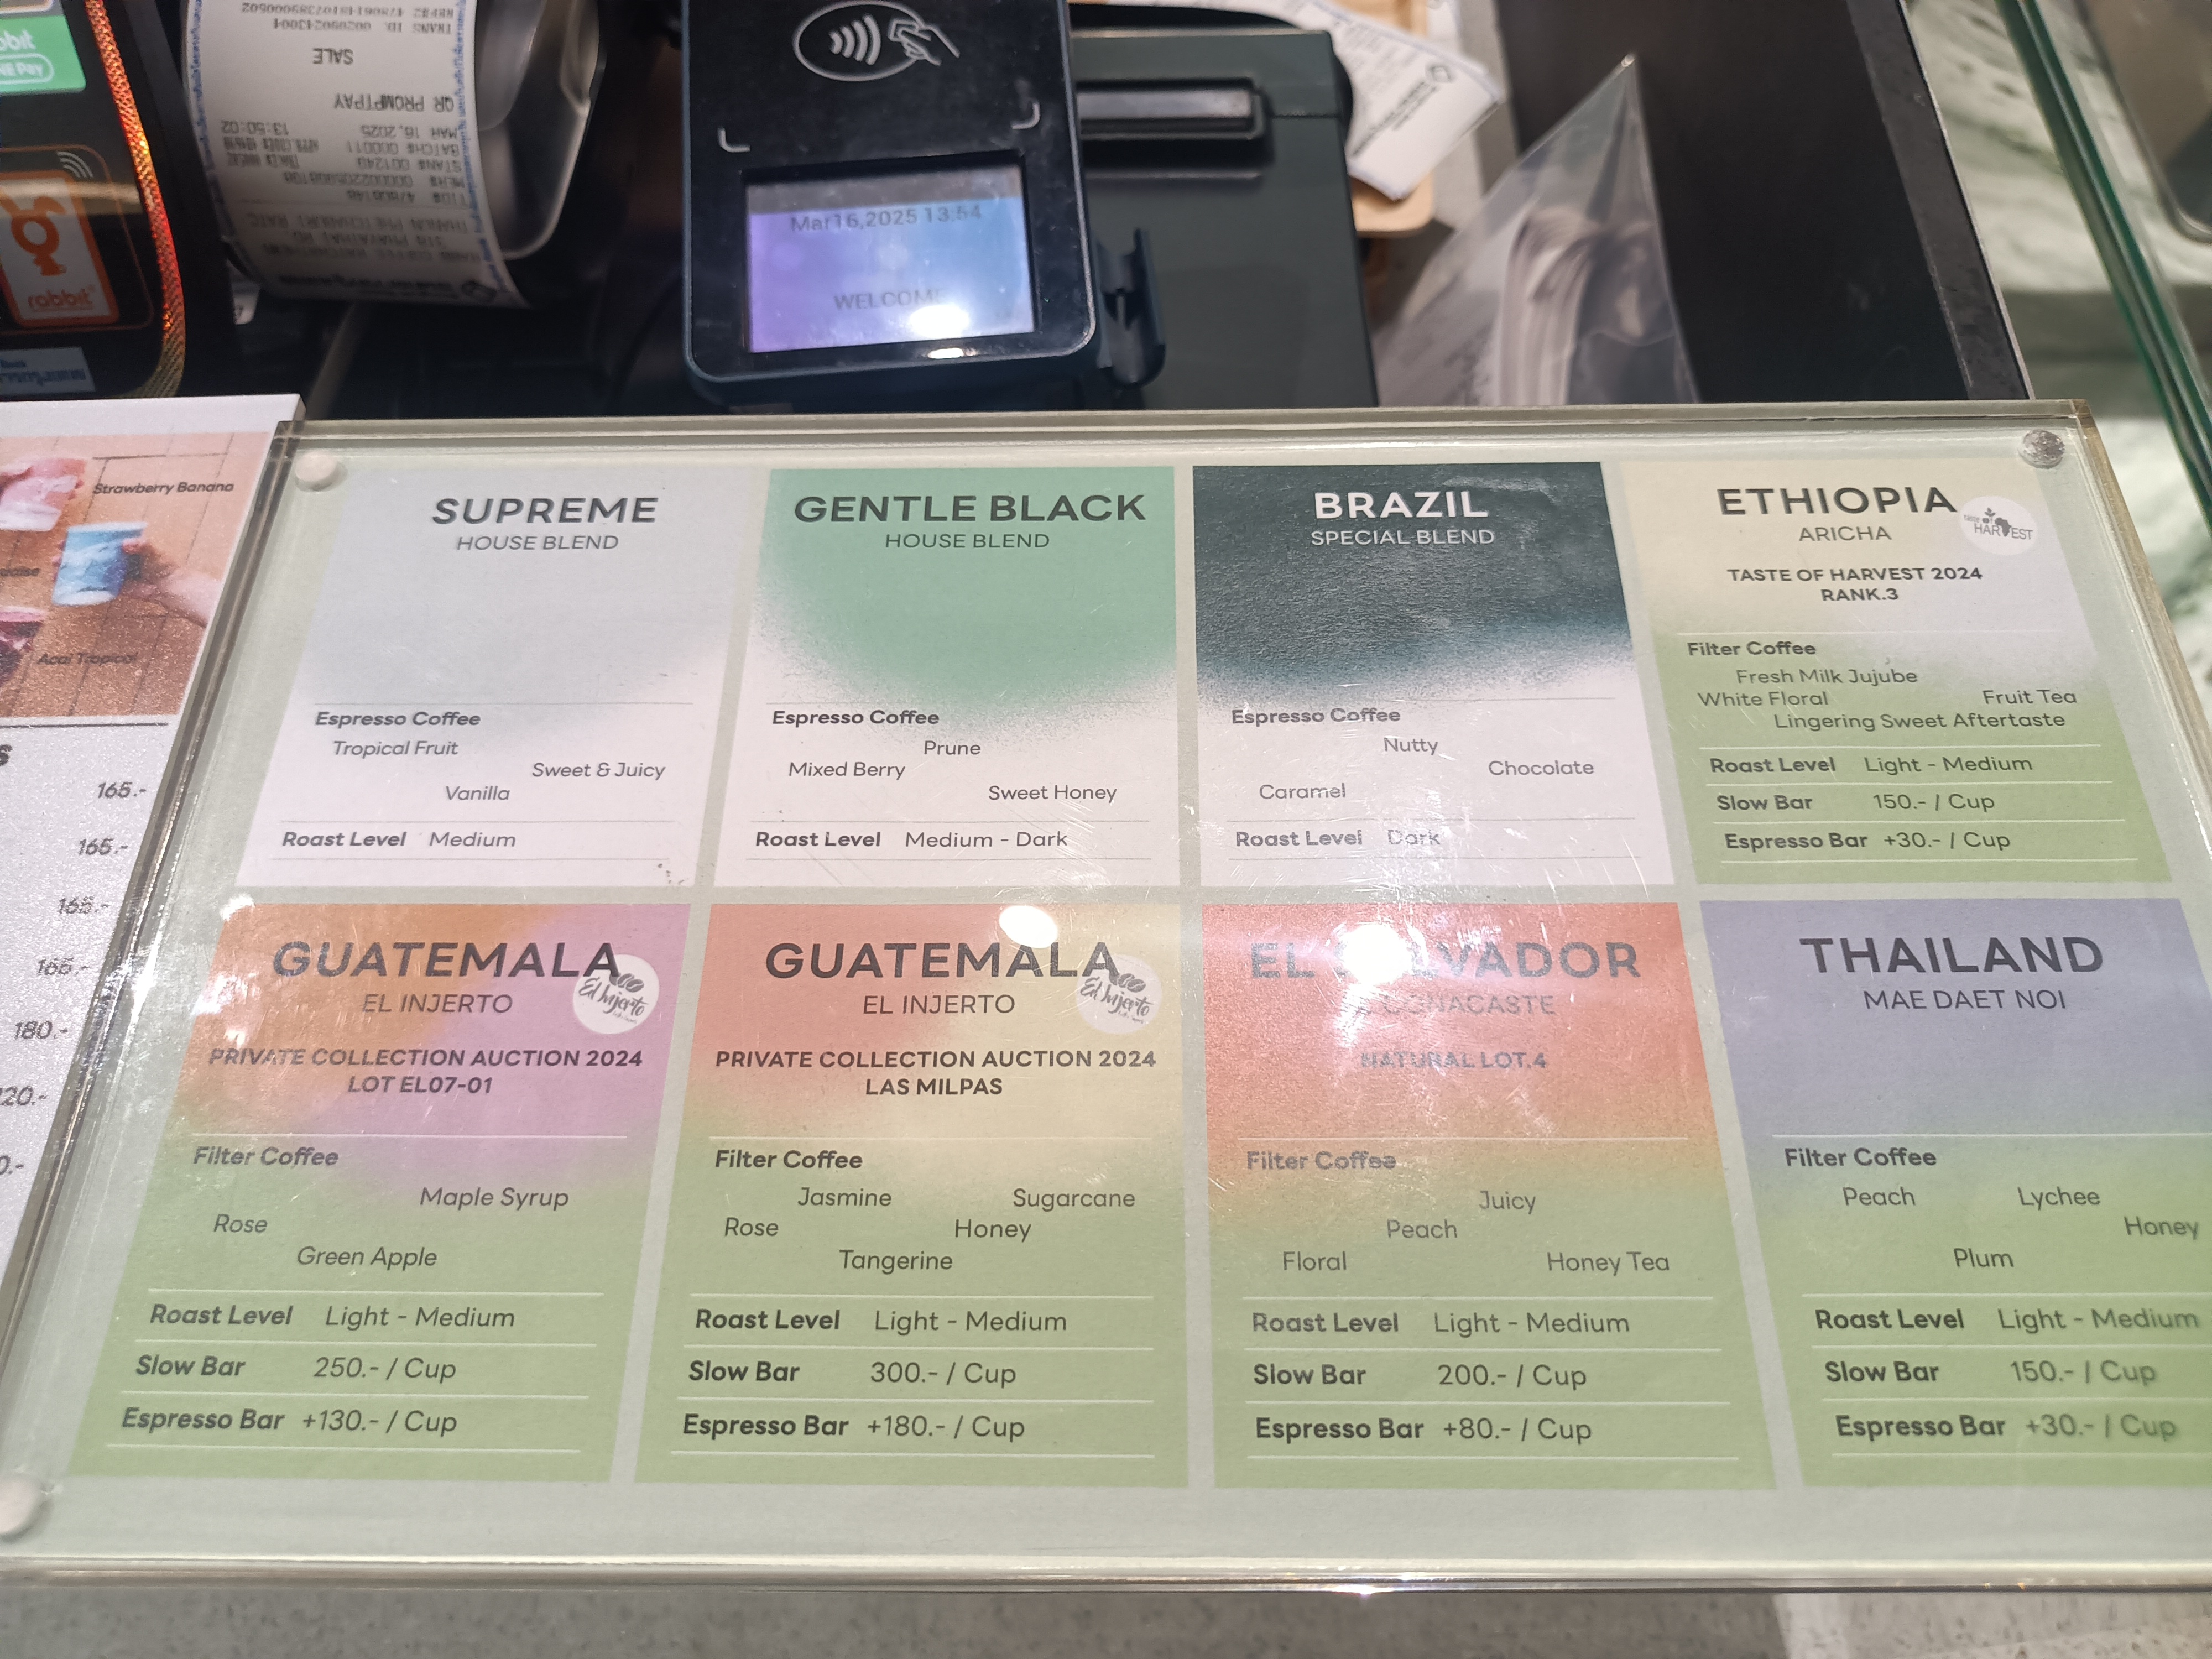 SALE
QR PROMPTPAY
MAR 16, 2025 13:50:02
rabbit
Mar16,2025 13:54
WELCOME
Strawberry Banana
Acai Tropical
165.-
165.-
165.-
165.-
180.-
SUPREME
HOUSE BLEND
Espresso Coffee
Tropical Fruit
Sweet & Juicy
Vanilla
Roast Level Medium
GENTLE BLACK
HOUSE BLEND
Espresso Coffee
Prune
Mixed Berry
Sweet Honey
Roast Level Medium - Dark
BRAZIL
SPECIAL BLEND
Espresso Coffee
Nutty
Chocolate
Caramel
Roast Level Dark
ETHIOPIA
ARICHA
HARVEST
TASTE OF HARVEST 2024
RANK.3
Filter Coffee
Fresh Milk Jujube
White Floral Fruit Tea
Lingering Sweet Aftertaste
Roast Level Light - Medium
Slow Bar 150.- / Cup
Espresso Bar +30.- / Cup
GUATEMALA
EL INJERTO
El Injerto
PRIVATE COLLECTION AUCTION 2024
LOT EL07-01
Filter Coffee
Maple Syrup
Rose
Green Apple
Roast Level Light - Medium
Slow Bar 250.- / Cup
Espresso Bar +130.- / Cup
GUATEMALA
EL INJERTO
El Injerto
PRIVATE COLLECTION AUCTION 2024
LAS MILPAS
Filter Coffee
Jasmine Sugarcane
Rose Honey
Tangerine
Roast Level Light - Medium
Slow Bar 300.- / Cup
Espresso Bar +180.- / Cup
EL SALVADOR
NATURAL LOT.4
Filter Coffee
Juicy
Peach
Floral Honey Tea
Roast Level Light - Medium
Slow Bar 200.- / Cup
Espresso Bar +80.- / Cup
THAILAND
MAE DAET NOI
Filter Coffee
Peach Lychee
Honey
Plum
Roast Level Light - Medium
Slow Bar 150.- / Cup
Espresso Bar +30.- / Cup